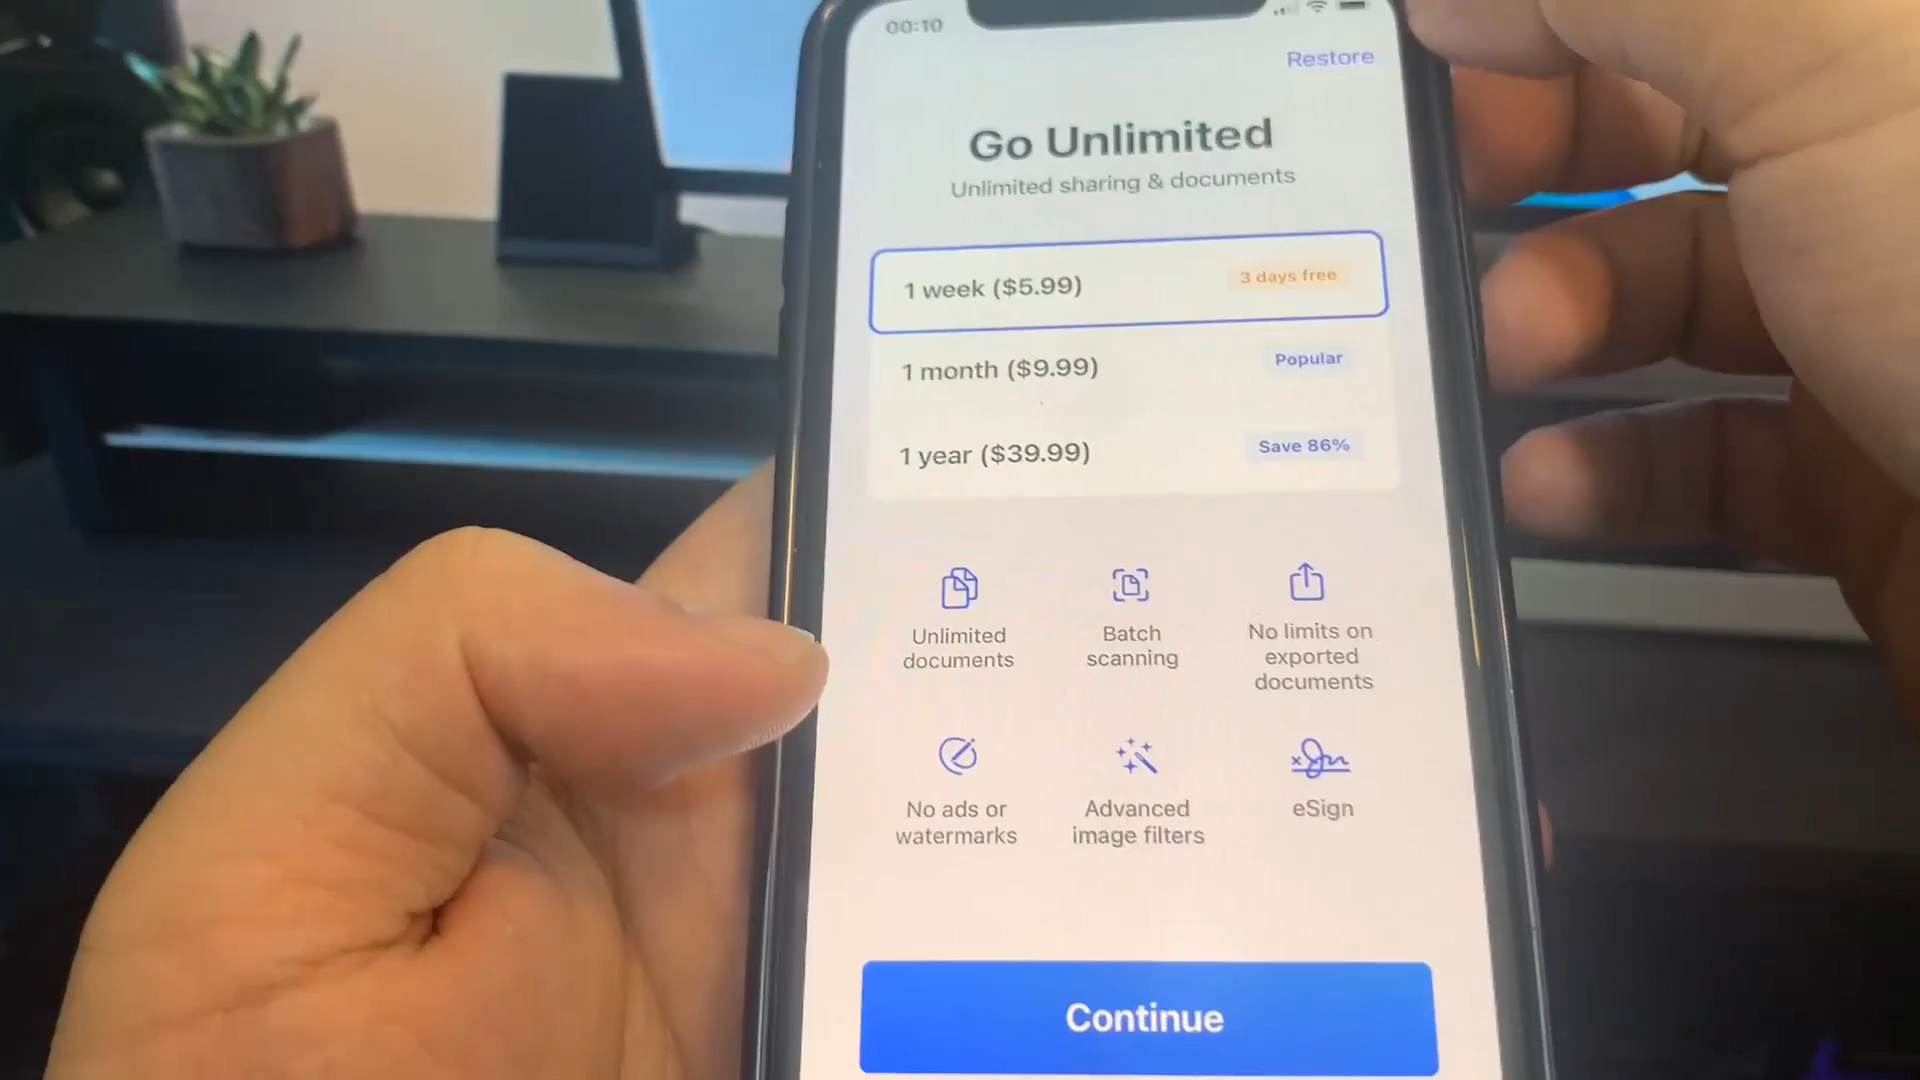 00:10
Restore
Go Unlimited
Unlimited sharing & documents
1 week ($5.99)
3 days free
1 month ($9.99)
Popular
1 year ($39.99)
Save 86%
Unlimited
documents
Batch
scanning
No limits on
exported
documents
No ads or
watermarks
Advanced
image filters
eSign
Continue